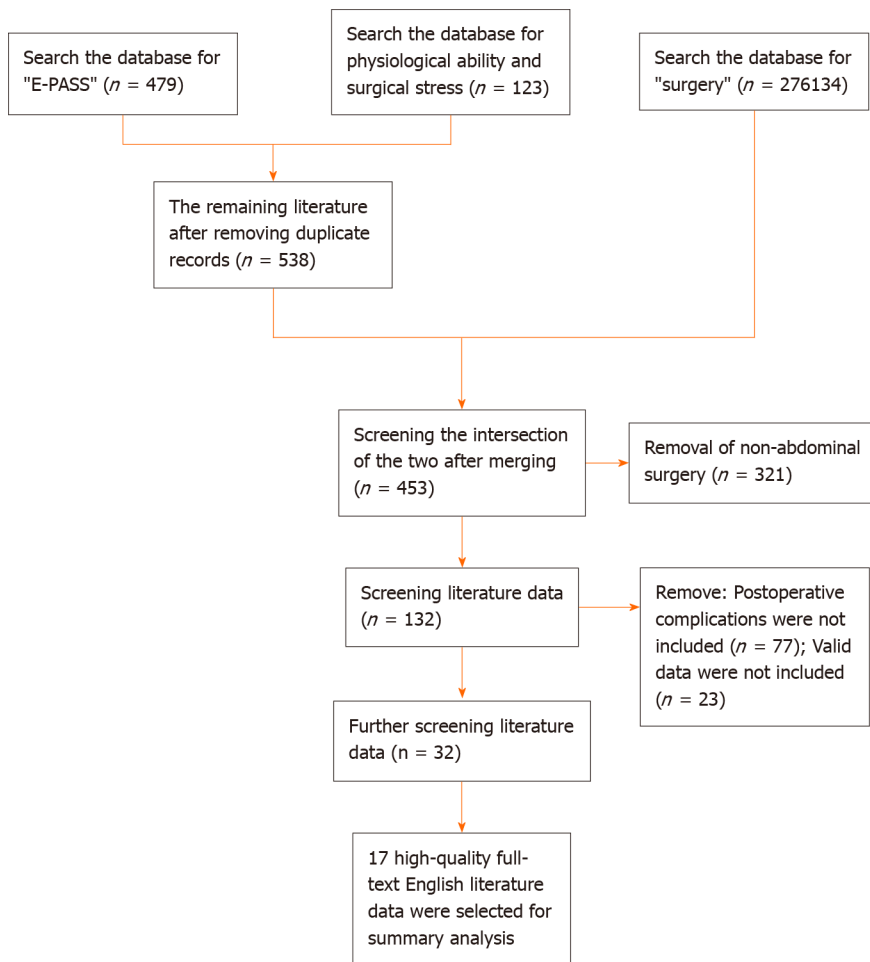 Search the database for
"E-PASS" (n = 479)
Search the database for
physiological ability and
surgical stress (n = 123)
Search the database for
"surgery" (n = 276134)
The remaining literature
after removing duplicate
records (n = 538)
Screening the intersection
of the two after merging
(n = 453)
Removal of non-abdominal
surgery (n = 321)
Screening literature data
(n = 132)
Remove: Postoperative
complications were not
included (n = 77); Valid
data were not included
(n = 23)
Further screening literature
data (n = 32)
17 high-quality full-
text English literature
data were selected for
summary analysis